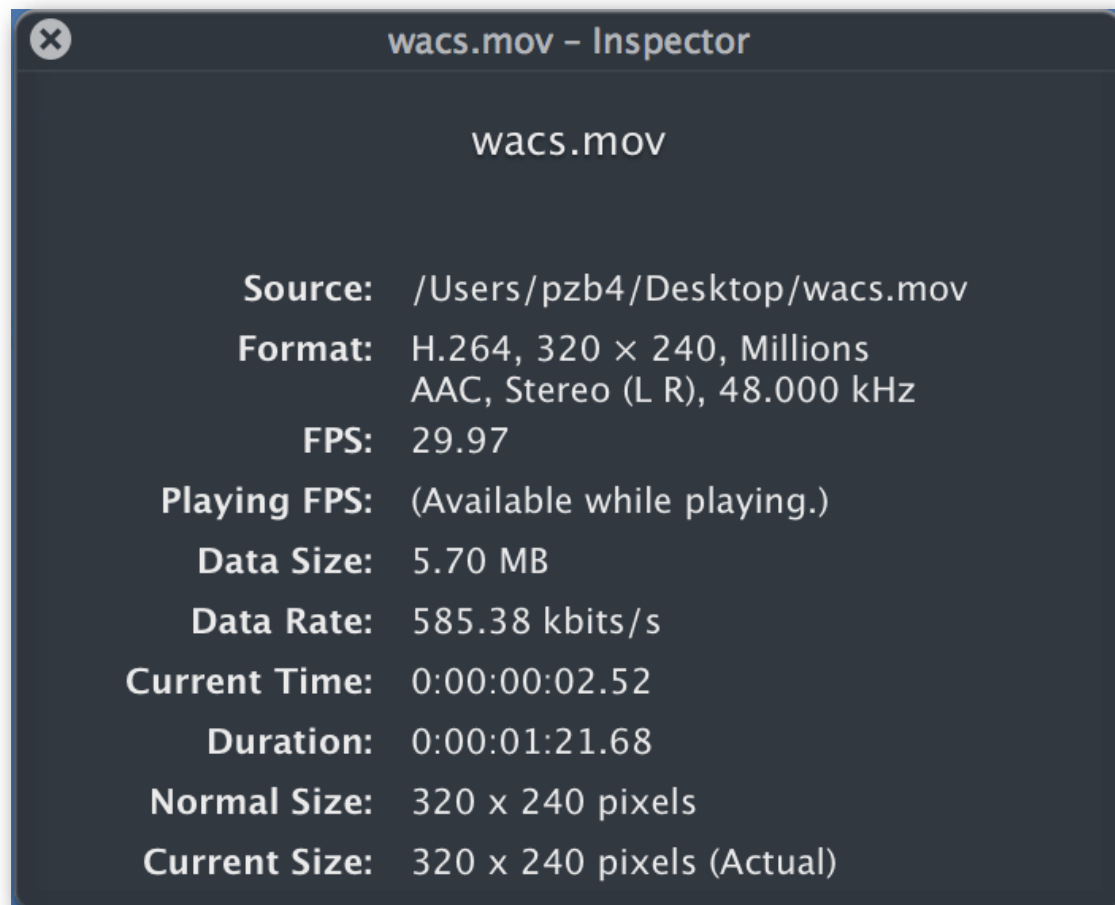 wacs.mov – Inspector
wacs.mov
Source: /Users/pzb4/Desktop/wacs.mov
Format: H.264, 320 × 240, Millions
AAC, Stereo (L R), 48.000 kHz
FPS: 29.97
Playing FPS: (Available while playing.)
Data Size: 5.70 MB
Data Rate: 585.38 kbits/s
Current Time: 0:00:00:02.52
Duration: 0:00:01:21.68
Normal Size: 320 x 240 pixels
Current Size: 320 x 240 pixels (Actual)